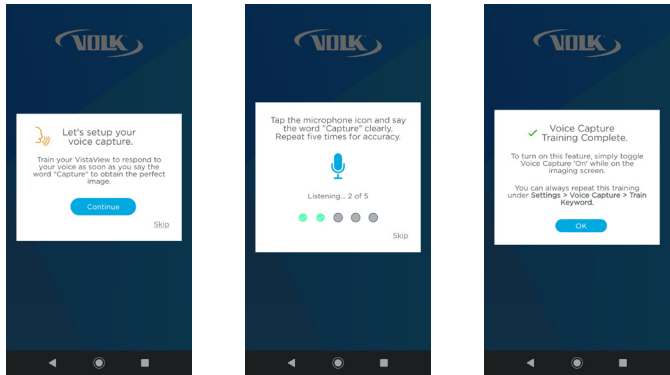 VOLK
Let's setup your
voice capture.
Train your VistaView to respond to
your voice as soon as you say the
word "Capture" to obtain the perfect
image.
Continue
Skip
VOLK
Tap the microphone icon and say
the word "Capture" clearly.
Repeat five times for accuracy.
Listening... 2 of 5
Skip
VOLK
Voice Capture
Training Complete.
To turn on this feature, simply toggle
Voice Capture 'On' while on the
imaging screen.
You can always repeat this training
under Settings > Voice Capture > Train
Keyword.
OK